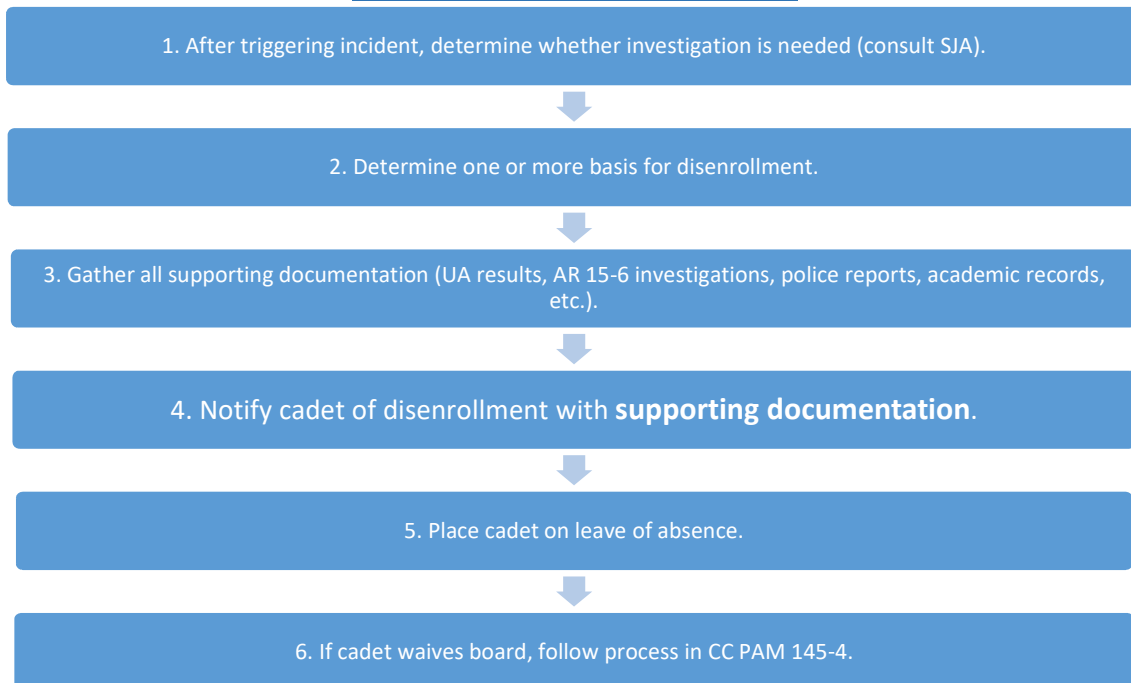 1. After triggering incident, determine whether investigation is needed (consult SJA).
2. Determine one or more basis for disenrollment.
3. Gather all supporting documentation (UA results, AR 15-6 investigations, police reports, academic records,
etc.).
4. Notify cadet of disenrollment with supporting documentation.
5. Place cadet on leave of absence.
6. If cadet waives board, follow process in CC PAM 145-4.